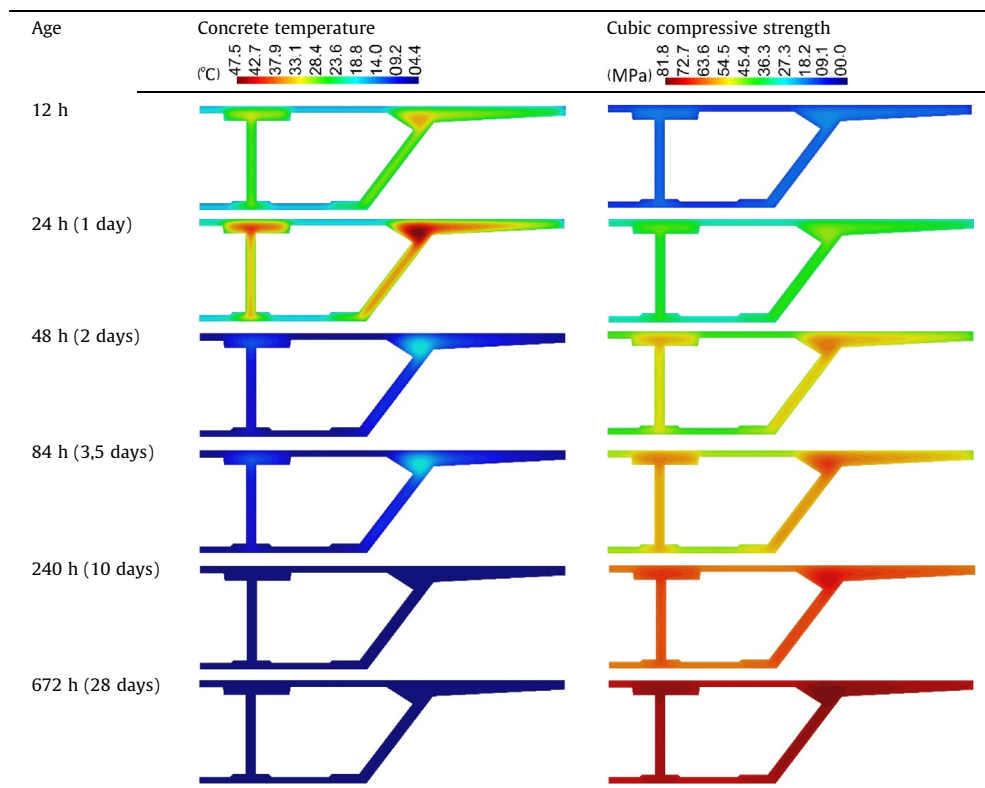 Age Concrete temperature Cubic compressive strength
(°C) 47.5 42.7 37.9 33.1 28.4 23.6 18.8 14.0 09.2 04.4
(MPa) 81.8 72.7 63.6 54.5 45.4 36.3 27.3 18.2 09.1 00.0
12 h
24 h (1 day)
48 h (2 days)
84 h (3,5 days)
240 h (10 days)
672 h (28 days)